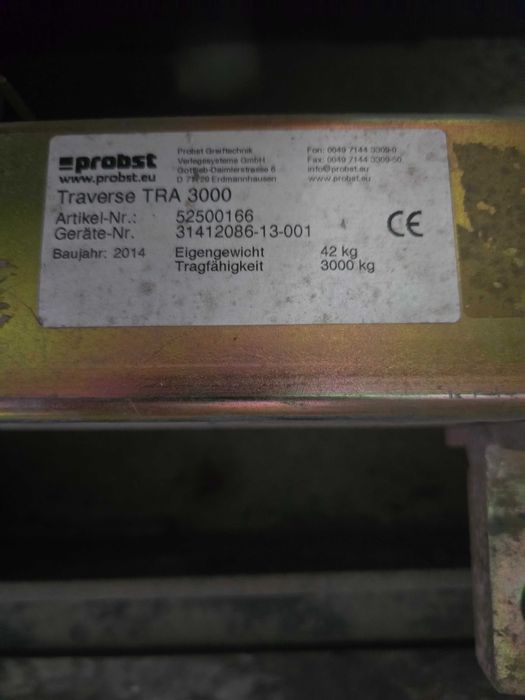 probst
www.probst.eu
Probst Greiftechnik
Verlegesysteme GmbH
Gottlieb-Daimlerstrasse 6
D 71729 Erdmannhausen
Fon: 0049 7144 3309-0
Fax: 0049 7144 3309-50
info@probst.eu
www.probst.eu
Traverse TRA 3000
Artikel-Nr.: 52500166
Geräte-Nr. 31412086-13-001
Baujahr: 2014 Eigengewicht 42 kg
Tragfähigkeit 3000 kg
CE